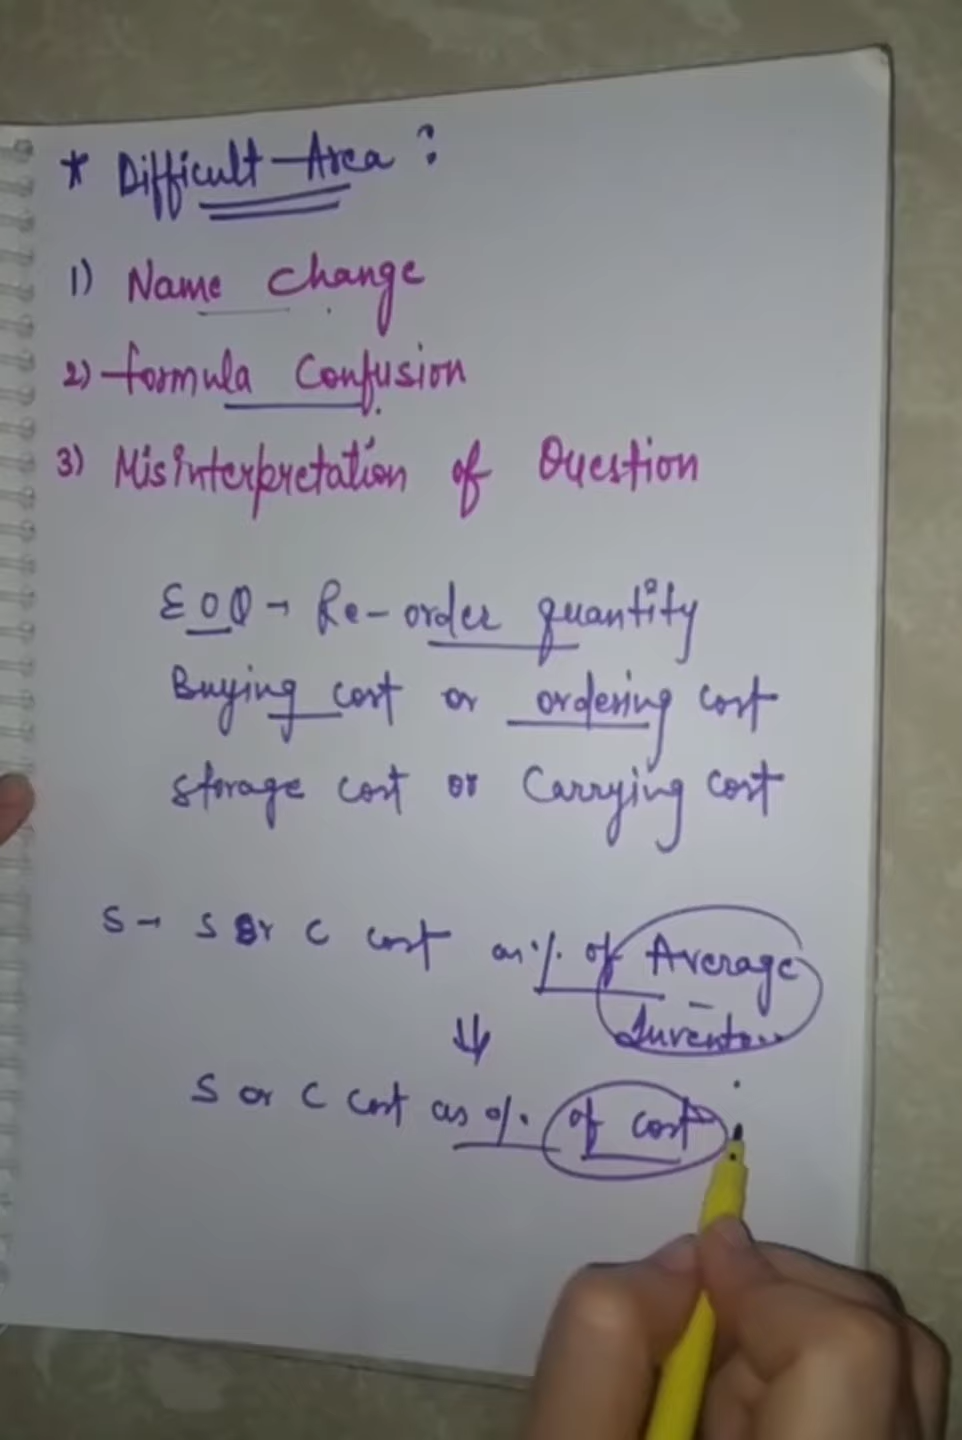 * Difficult Area :
1) Name change
2) formula Confusion
3) Misinterpretation of Question
EOQ → Re-order quantity
Buying cost or ordering cost
Storage cost or Carrying cost
S → S or C cost as % of Average
Inventory
S or C cost as % of cost